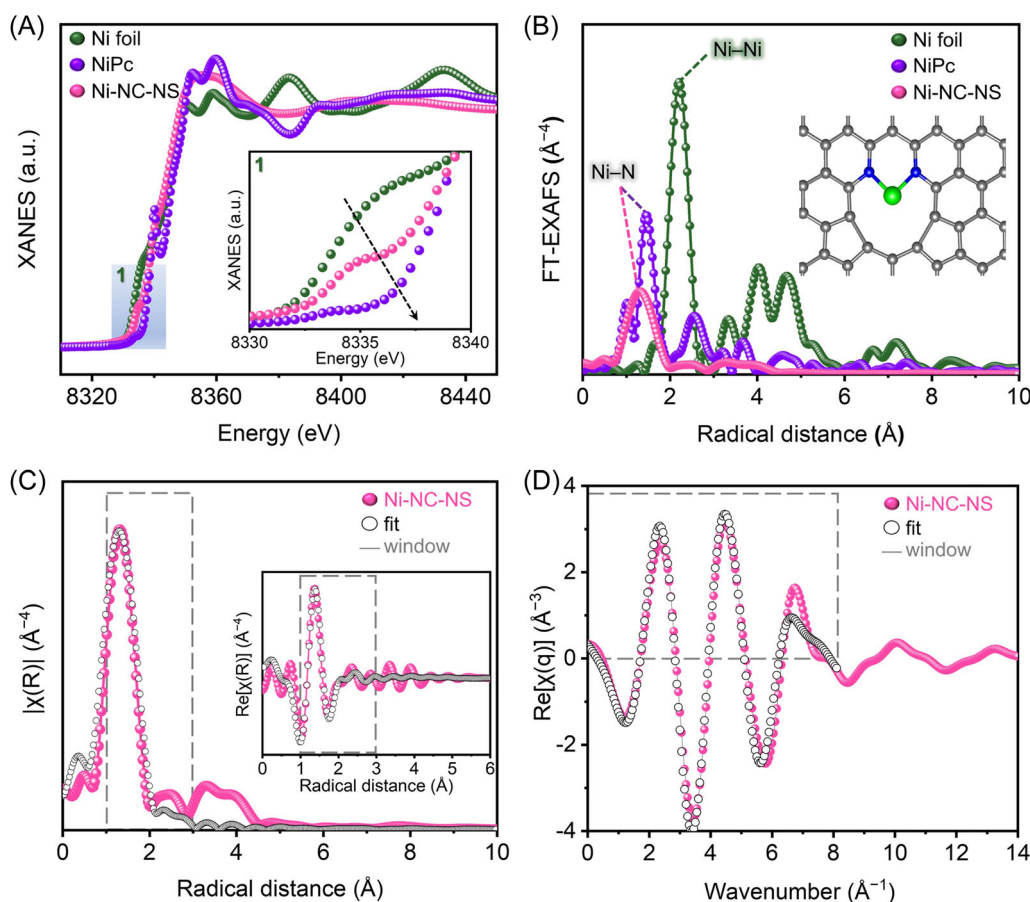 (A)
Ni foil
NiPc
Ni-NC-NS
XANES (a.u.)
1
1
XANES (a.u.)
8330 8335 8340
Energy (eV)
8320 8360 8400 8440
Energy (eV)
(B)
Ni foil
NiPc
Ni-NC-NS
Ni–Ni
Ni–N
FT-EXAFS (Å⁻⁴)
0 2 4 6 8 10
Radical distance (Å)
(C)
Ni-NC-NS
fit
window
|χ(R)| (Å⁻⁴)
Re[χ(R)] (Å⁻⁴)
0 1 2 3 4 5 6
Radical distance (Å)
0 2 4 6 8 10
Radical distance (Å)
(D)
Ni-NC-NS
fit
window
Re[χ(q)] (Å⁻³)
4
2
0
-2
-4
0 2 4 6 8 10 12 14
Wavenumber (Å⁻¹)